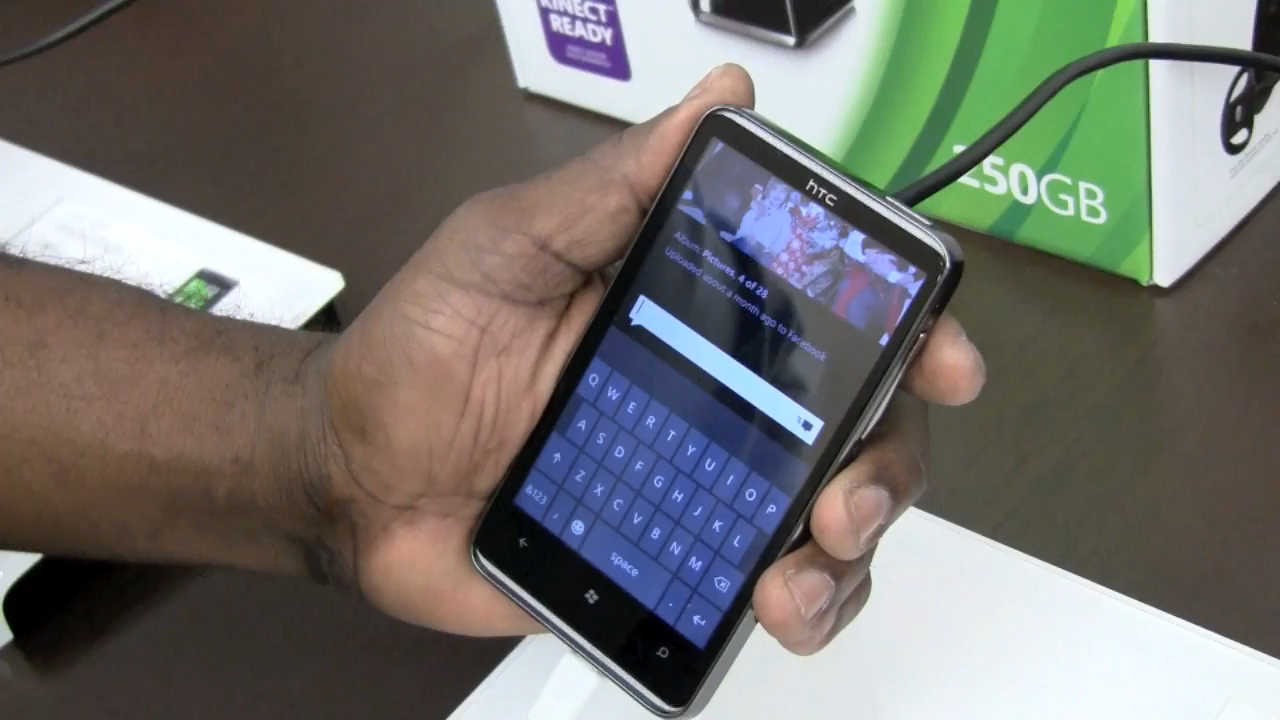 KINECT
READY
250GB
hTC
Album: Pictures, 4 of 28
Uploaded about a month ago to Facebook
Q W E R T Y U I O P
A S D F G H J K L
Z X C V B N M
&123 , space .